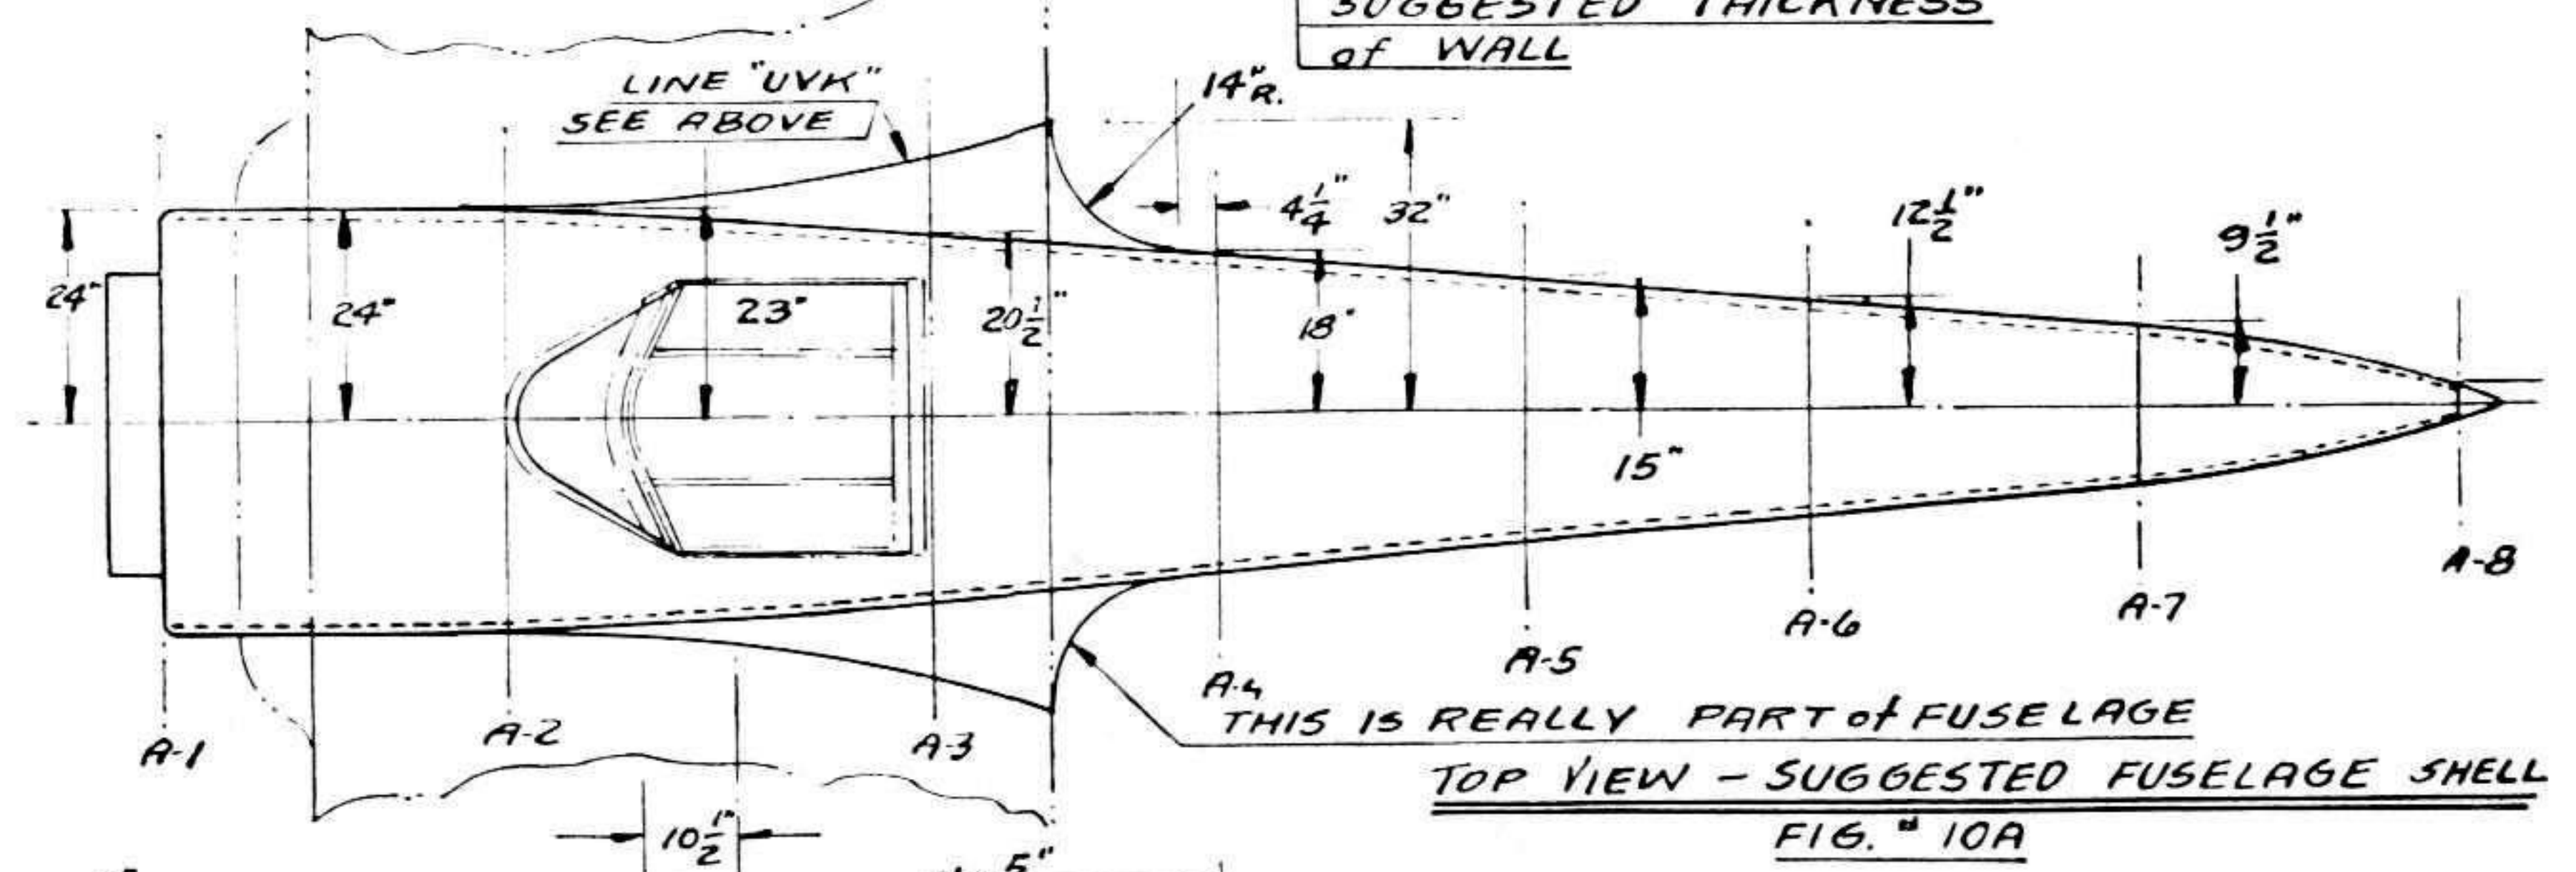 SUGGESTED THICKNESS
of WALL
LINE "UVK"
SEE ABOVE
14" R.
4 1/4"
32"
12 1/2"
9 1/2"
24"
24"
23"
20 1/2"
18"
15"
A-8
A-7
A-6
A-5
A-4
A-3
A-2
A-1
THIS IS REALLY PART of FUSELAGE
TOP VIEW - SUGGESTED FUSELAGE SHELL
FIG. # 10A
10 1/2"
5"